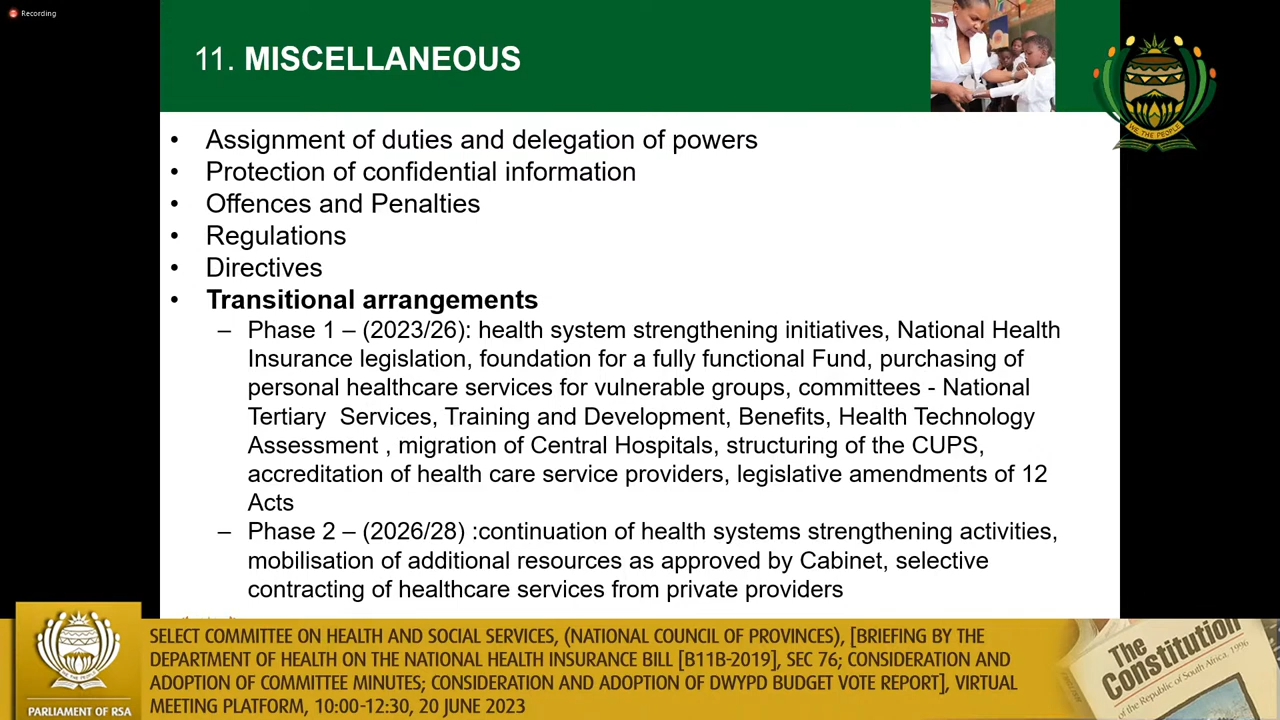 Recording
11. MISCELLANEOUS
WE, THE PEOPLE
• Assignment of duties and delegation of powers
• Protection of confidential information
• Offences and Penalties
• Regulations
• Directives
• Transitional arrangements
– Phase 1 – (2023/26): health system strengthening initiatives, National Health
Insurance legislation, foundation for a fully functional Fund, purchasing of
personal healthcare services for vulnerable groups, committees - National
Tertiary Services, Training and Development, Benefits, Health Technology
Assessment , migration of Central Hospitals, structuring of the CUPS,
accreditation of health care service providers, legislative amendments of 12
Acts
– Phase 2 – (2026/28) :continuation of health systems strengthening activities,
mobilisation of additional resources as approved by Cabinet, selective
contracting of healthcare services from private providers
SELECT COMMITTEE ON HEALTH AND SOCIAL SERVICES, (NATIONAL COUNCIL OF PROVINCES), [BRIEFING BY THE
DEPARTMENT OF HEALTH ON THE NATIONAL HEALTH INSURANCE BILL [B11B-2019], SEC 76; CONSIDERATION AND
ADOPTION OF COMMITTEE MINUTES; CONSIDERATION AND ADOPTION OF DWYPD BUDGET VOTE REPORT], VIRTUAL
MEETING PLATFORM, 10:00-12:30, 20 JUNE 2023
PARLIAMENT OF RSA
The
Constitution
of the Republic of South Africa, 1996